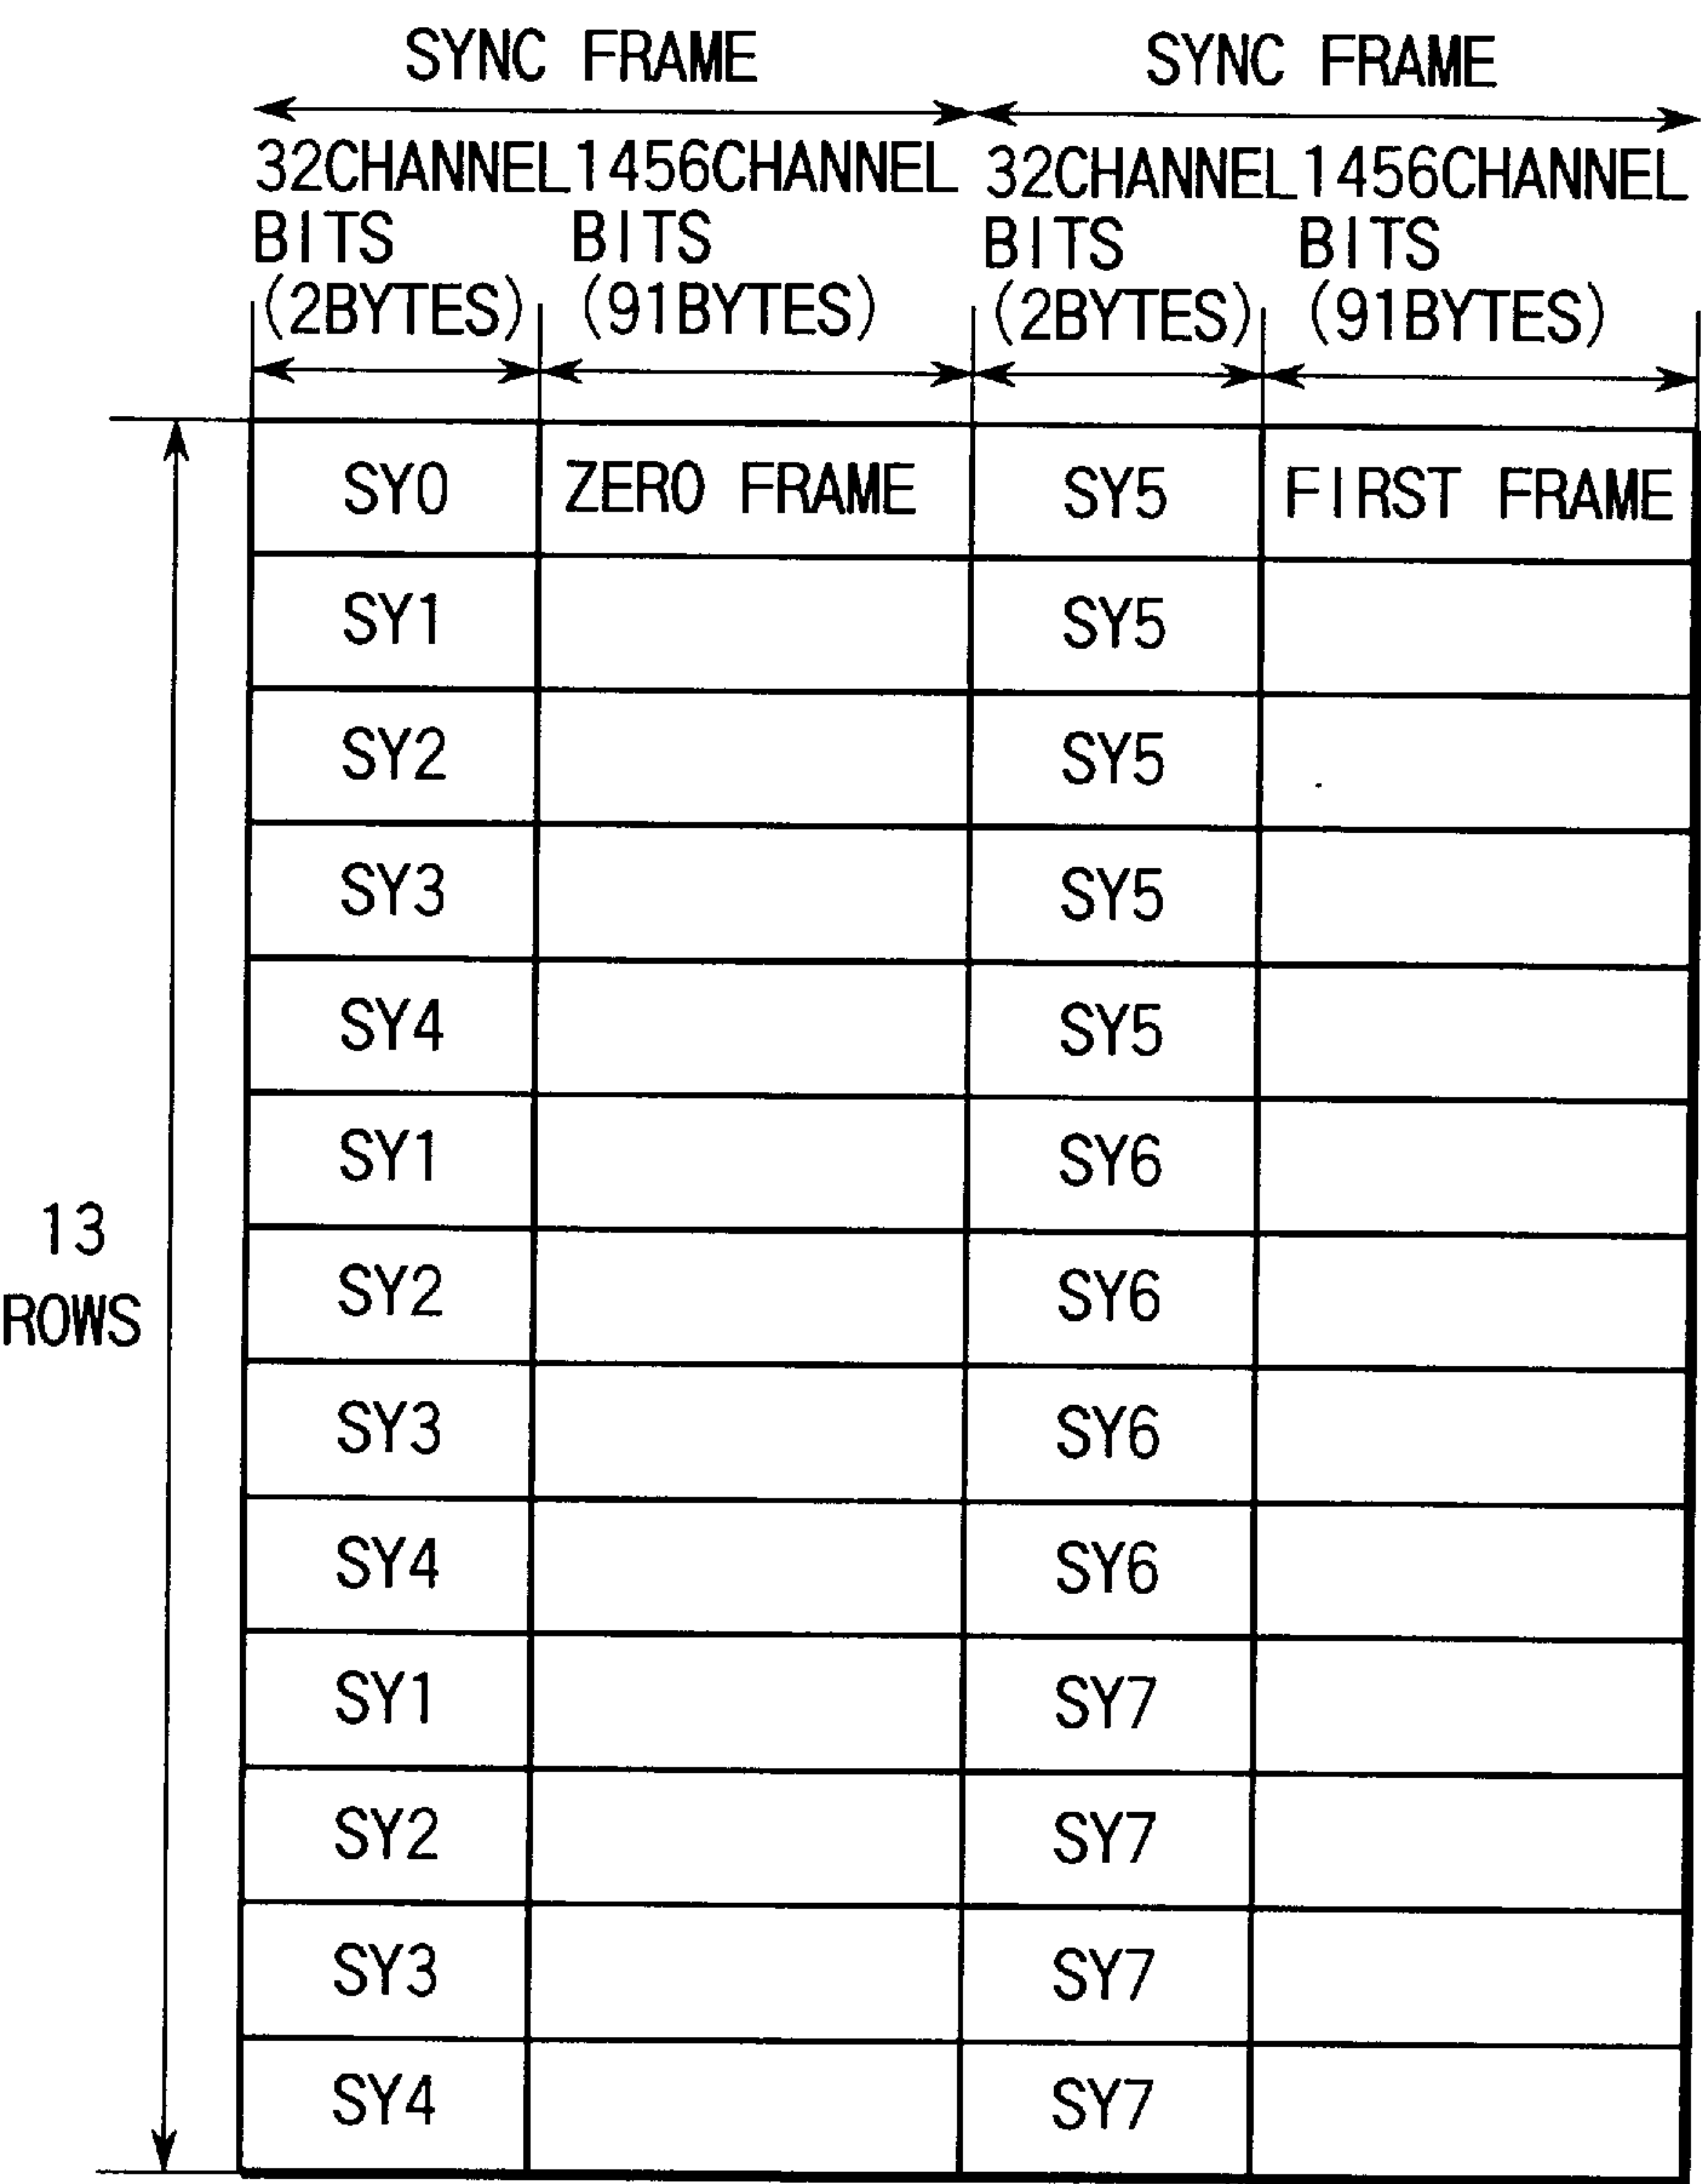 SYNC FRAME SYNC FRAME
32CHANNEL 1456CHANNEL 32CHANNEL 1456CHANNEL
BITS BITS BITS BITS
(2BYTES) (91BYTES) (2BYTES) (91BYTES)
SY0 ZERO FRAME SY5 FIRST FRAME
SY1 SY5
SY2 SY5
SY3 SY5
SY4 SY5
SY1 SY6
13
SY2 SY6
ROWS
SY3 SY6
SY4 SY6
SY1 SY7
SY2 SY7
SY3 SY7
SY4 SY7